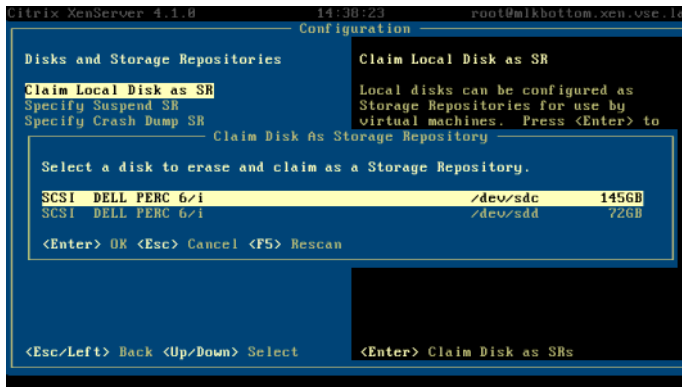 Citrix XenServer 4.1.0 14:38:23 root@mlkbottom.xen.vse.la
Configuration
Disks and Storage Repositories
Claim Local Disk as SR
Specify Suspend SR
Specify Crash Dump SR
Claim Local Disk as SR
Local disks can be configured as
Storage Repositories for use by
virtual machines. Press <Enter> to
Claim Disk As Storage Repository
Select a disk to erase and claim as a Storage Repository.
SCSI DELL PERC 6/i /dev/sdc 145GB
SCSI DELL PERC 6/i /dev/sdd 72GB
<Enter> OK <Esc> Cancel <F5> Rescan
<Esc/Left> Back <Up/Down> Select
<Enter> Claim Disk as SRs